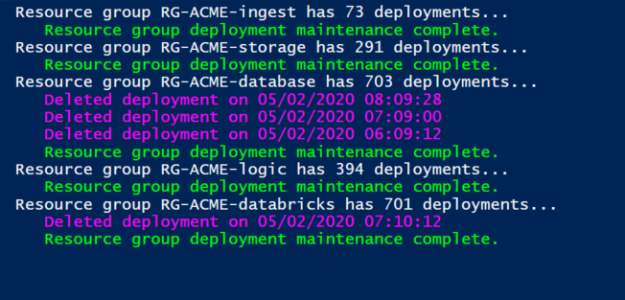 Resource group RG-ACME-ingest has 73 deployments...
Resource group deployment maintenance complete.
Resource group RG-ACME-storage has 291 deployments...
Resource group deployment maintenance complete.
Resource group RG-ACME-database has 703 deployments...
Deleted deployment on 05/02/2020 08:09:28
Deleted deployment on 05/02/2020 07:09:00
Deleted deployment on 05/02/2020 06:09:12
Resource group deployment maintenance complete.
Resource group RG-ACME-logic has 394 deployments...
Resource group deployment maintenance complete.
Resource group RG-ACME-databricks has 701 deployments...
Deleted deployment on 05/02/2020 07:10:12
Resource group deployment maintenance complete.